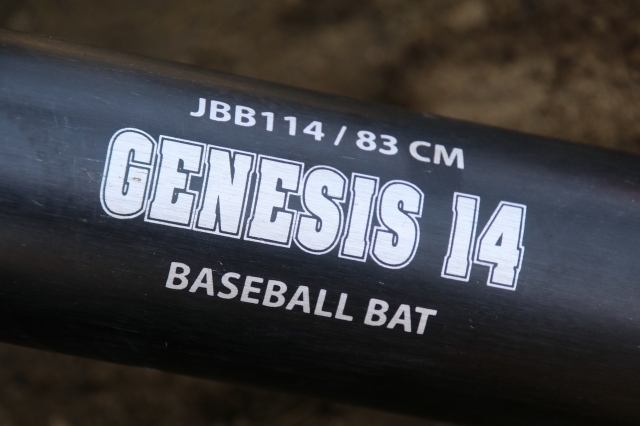 JBB114 / 83 CM
GENESIS 14
BASEBALL BAT